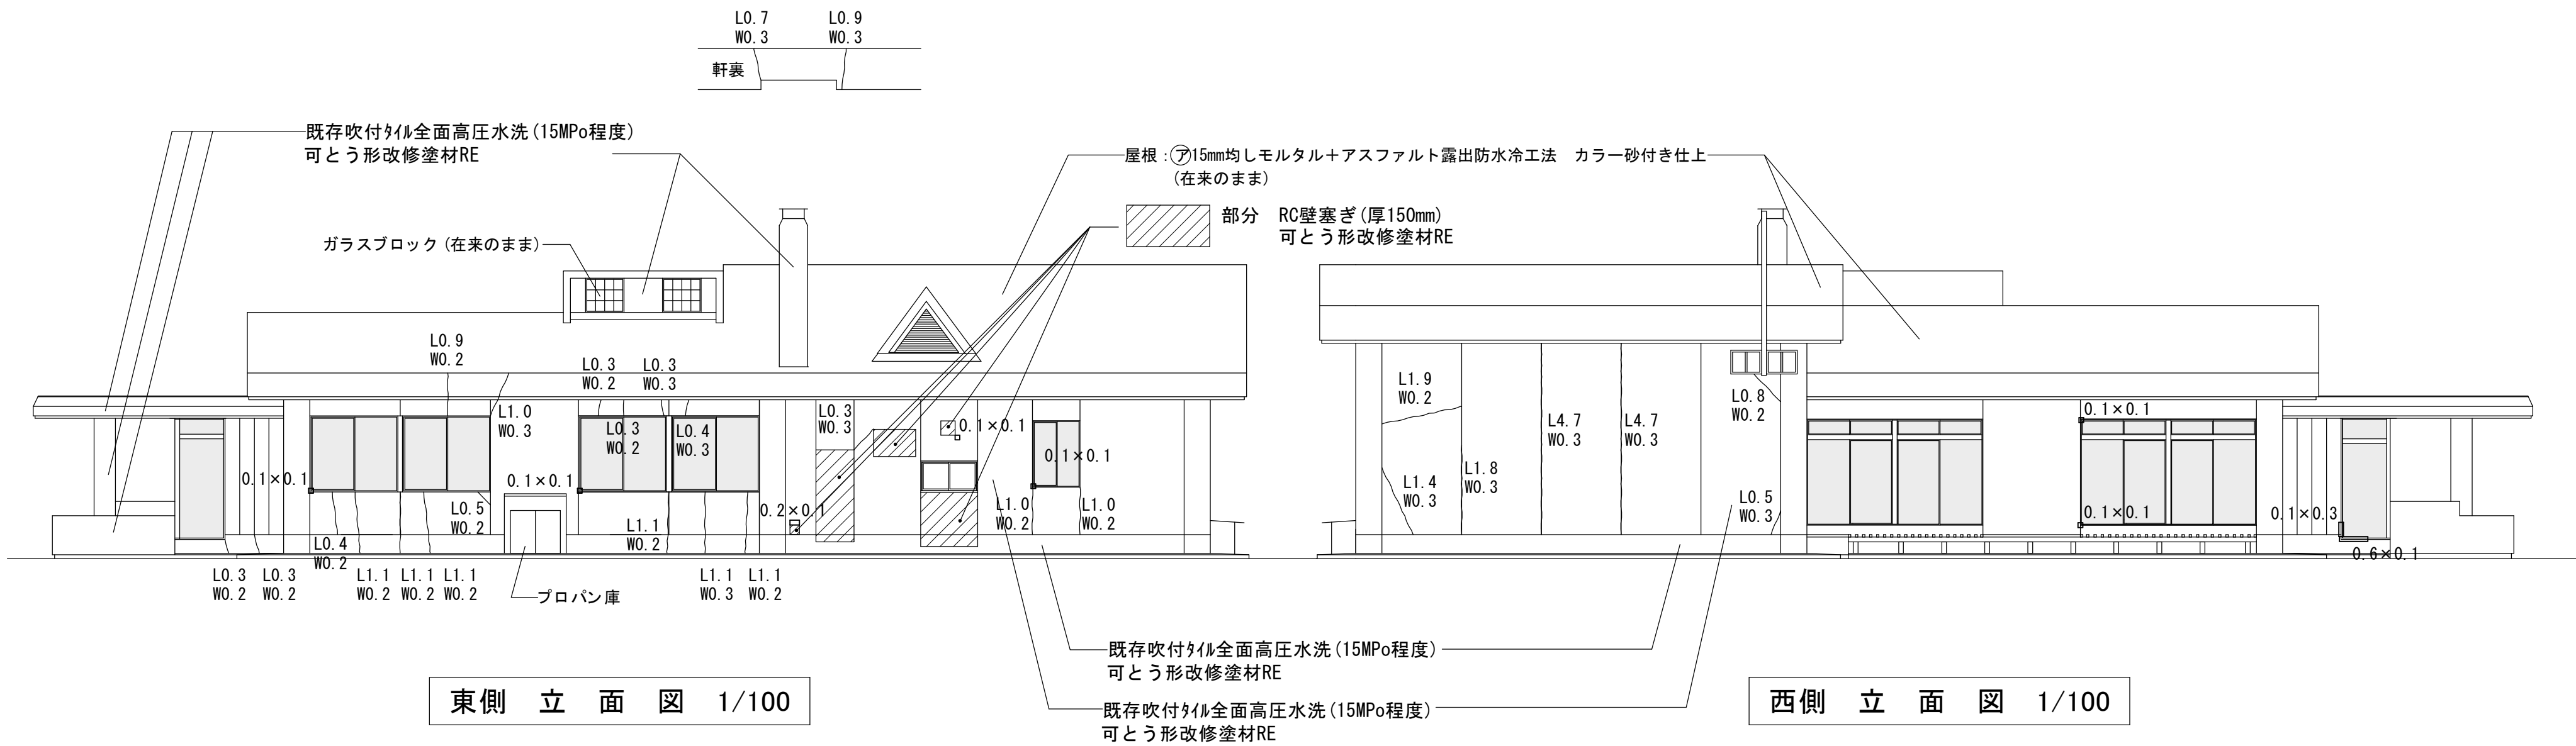 L0.7
W0.3
L0.9
W0.3
軒裏
既存吹付ﾀｲﾙ全面高圧水洗(15MPo程度)
可とう形改修塗材RE
屋根：㋐15mm均しモルタル＋アスファルト露出防水冷工法　カラー砂付き仕上
(在来のまま)
部分　RC壁塞ぎ(厚150mm)
可とう形改修塗材RE
ガラスブロック(在来のまま)
L0.9
W0.2
L0.3
W0.2
L0.3
W0.3
L1.0
W0.3
L0.3
W0.2
L0.4
W0.3
L0.3
W0.3
0.1×0.1
0.1×0.1
0.1×0.1
0.1×0.1
L0.5
W0.2
L1.1
W0.2
0.2×0.1
L1.0
W0.2
L1.0
W0.2
L0.4
W0.2
L0.3
W0.2
L0.3
W0.2
L1.1
W0.2
L1.1
W0.2
L1.1
W0.2
プロパン庫
L1.1
W0.3
L1.1
W0.2
L1.9
W0.2
L1.4
W0.3
L1.8
W0.3
L4.7
W0.3
L4.7
W0.3
L0.8
W0.2
L0.5
W0.3
0.1×0.1
0.1×0.1
0.1×0.3
0.6×0.1
既存吹付ﾀｲﾙ全面高圧水洗(15MPo程度)
可とう形改修塗材RE
既存吹付ﾀｲﾙ全面高圧水洗(15MPo程度)
可とう形改修塗材RE
東側　立　面　図　1/100
西側　立　面　図　1/100